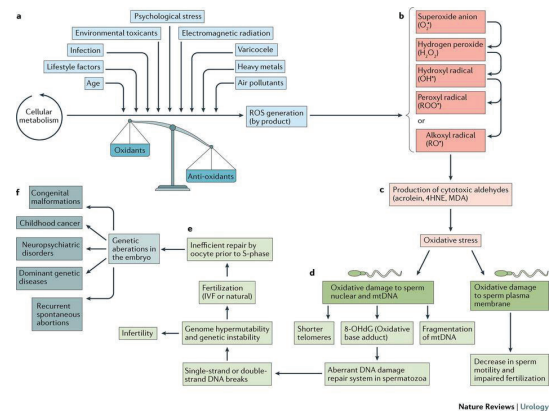 a
Psychological stress
Environmental toxicants
Electromagnetic radiation
Infection
Varicocele
Lifestyle factors
Heavy metals
Age
Air pollutants
Cellular
metabolism
ROS generation
(by product)
Oxidants
Anti-oxidants
b
Superoxide anion
(O₂•)
Hydrogen peroxide
(H₂O₂)
Hydroxyl radical
(OH•)
Peroxyl radical
(ROO•)
or
Alkoxyl radical
(RO•)
c
Production of cytotoxic aldehydes
(acrolein, 4HNE, MDA)
Oxidative stress
d
Oxidative damage to sperm
nuclear and mtDNA
Oxidative damage
to sperm plasma
membrane
Shorter
telomeres
8-OHdG (Oxidative
base adduct)
Fragmentation
of mtDNA
Decrease in sperm
motility and
impaired fertilization
Aberrant DNA damage
repair system in spermatozoa
e
Inefficient repair by
oocyte prior to S-phase
Fertilization
(IVF or natural)
Infertility
Genome hypermutability
and genetic instability
Single-strand or double-
strand DNA breaks
f
Congenital
malformations
Childhood cancer
Neuropsychiatric
disorders
Dominant genetic
diseases
Recurrent
spontaneous
abortions
Genetic
aberations in
the embryo
Nature Reviews | Urology